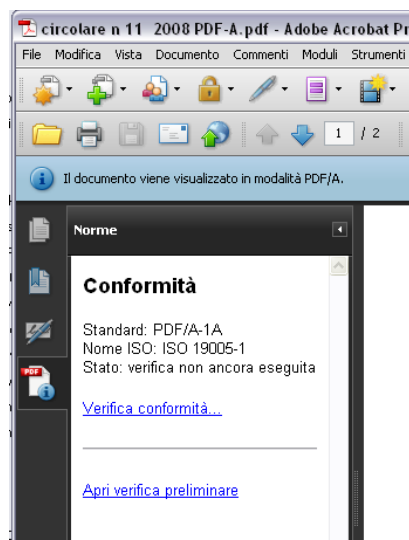 circolare n 11 2008 PDF-A.pdf - Adobe Acrobat Pr
File Modifica Vista Documento Commenti Moduli Strumenti
1 / 2
Il documento viene visualizzato in modalità PDF/A.
Norme
Conformità
Standard: PDF/A-1A
Nome ISO: ISO 19005-1
Stato: verifica non ancora eseguita
PDF
Verifica conformità...
Apri verifica preliminare